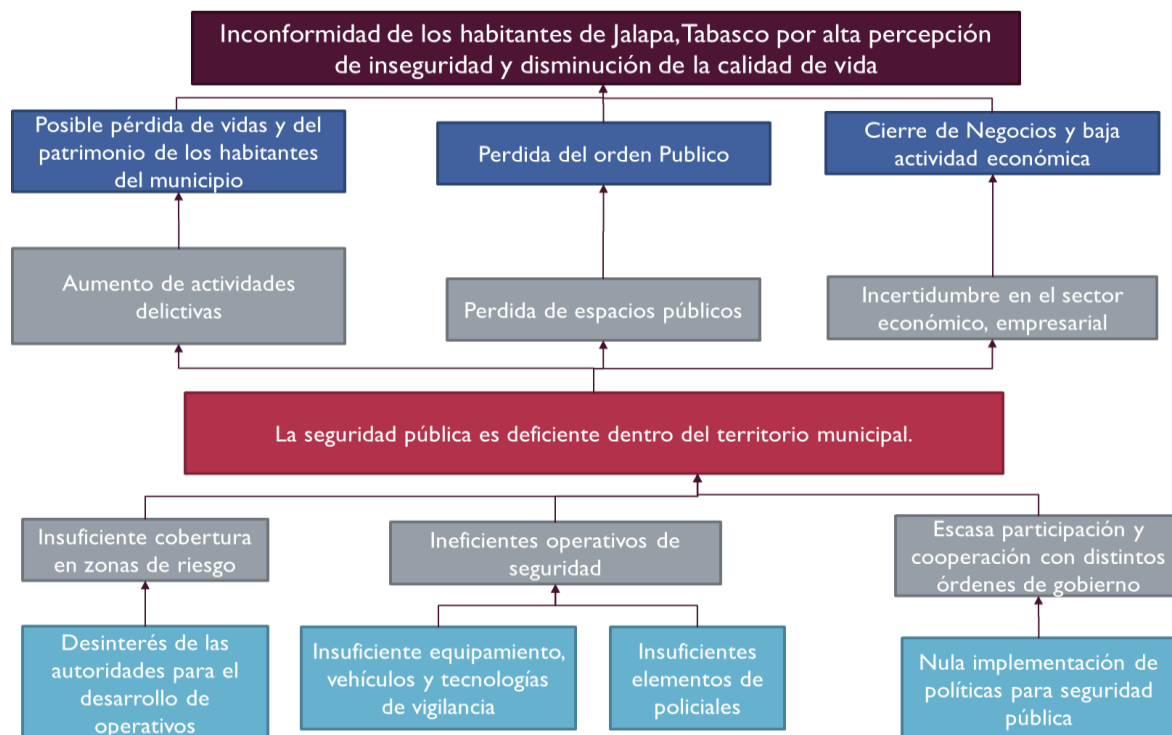 Inconformidad de los habitantes de Jalapa, Tabasco por alta percepción
de inseguridad y disminución de la calidad de vida
Posible pérdida de vidas y del
patrimonio de los habitantes
del municipio
Perdida del orden Publico
Cierre de Negocios y baja
actividad económica
Aumento de actividades
delictivas
Perdida de espacios públicos
Incertidumbre en el sector
económico, empresarial
La seguridad pública es deficiente dentro del territorio municipal.
Insuficiente cobertura
en zonas de riesgo
Ineficientes operativos de
seguridad
Escasa participación y
cooperación con distintos
órdenes de gobierno
Desinterés de las
autoridades para el
desarrollo de
operativos
Insuficiente equipamiento,
vehículos y tecnologías
de vigilancia
Insuficientes
elementos de
policiales
Nula implementación de
políticas para seguridad
pública